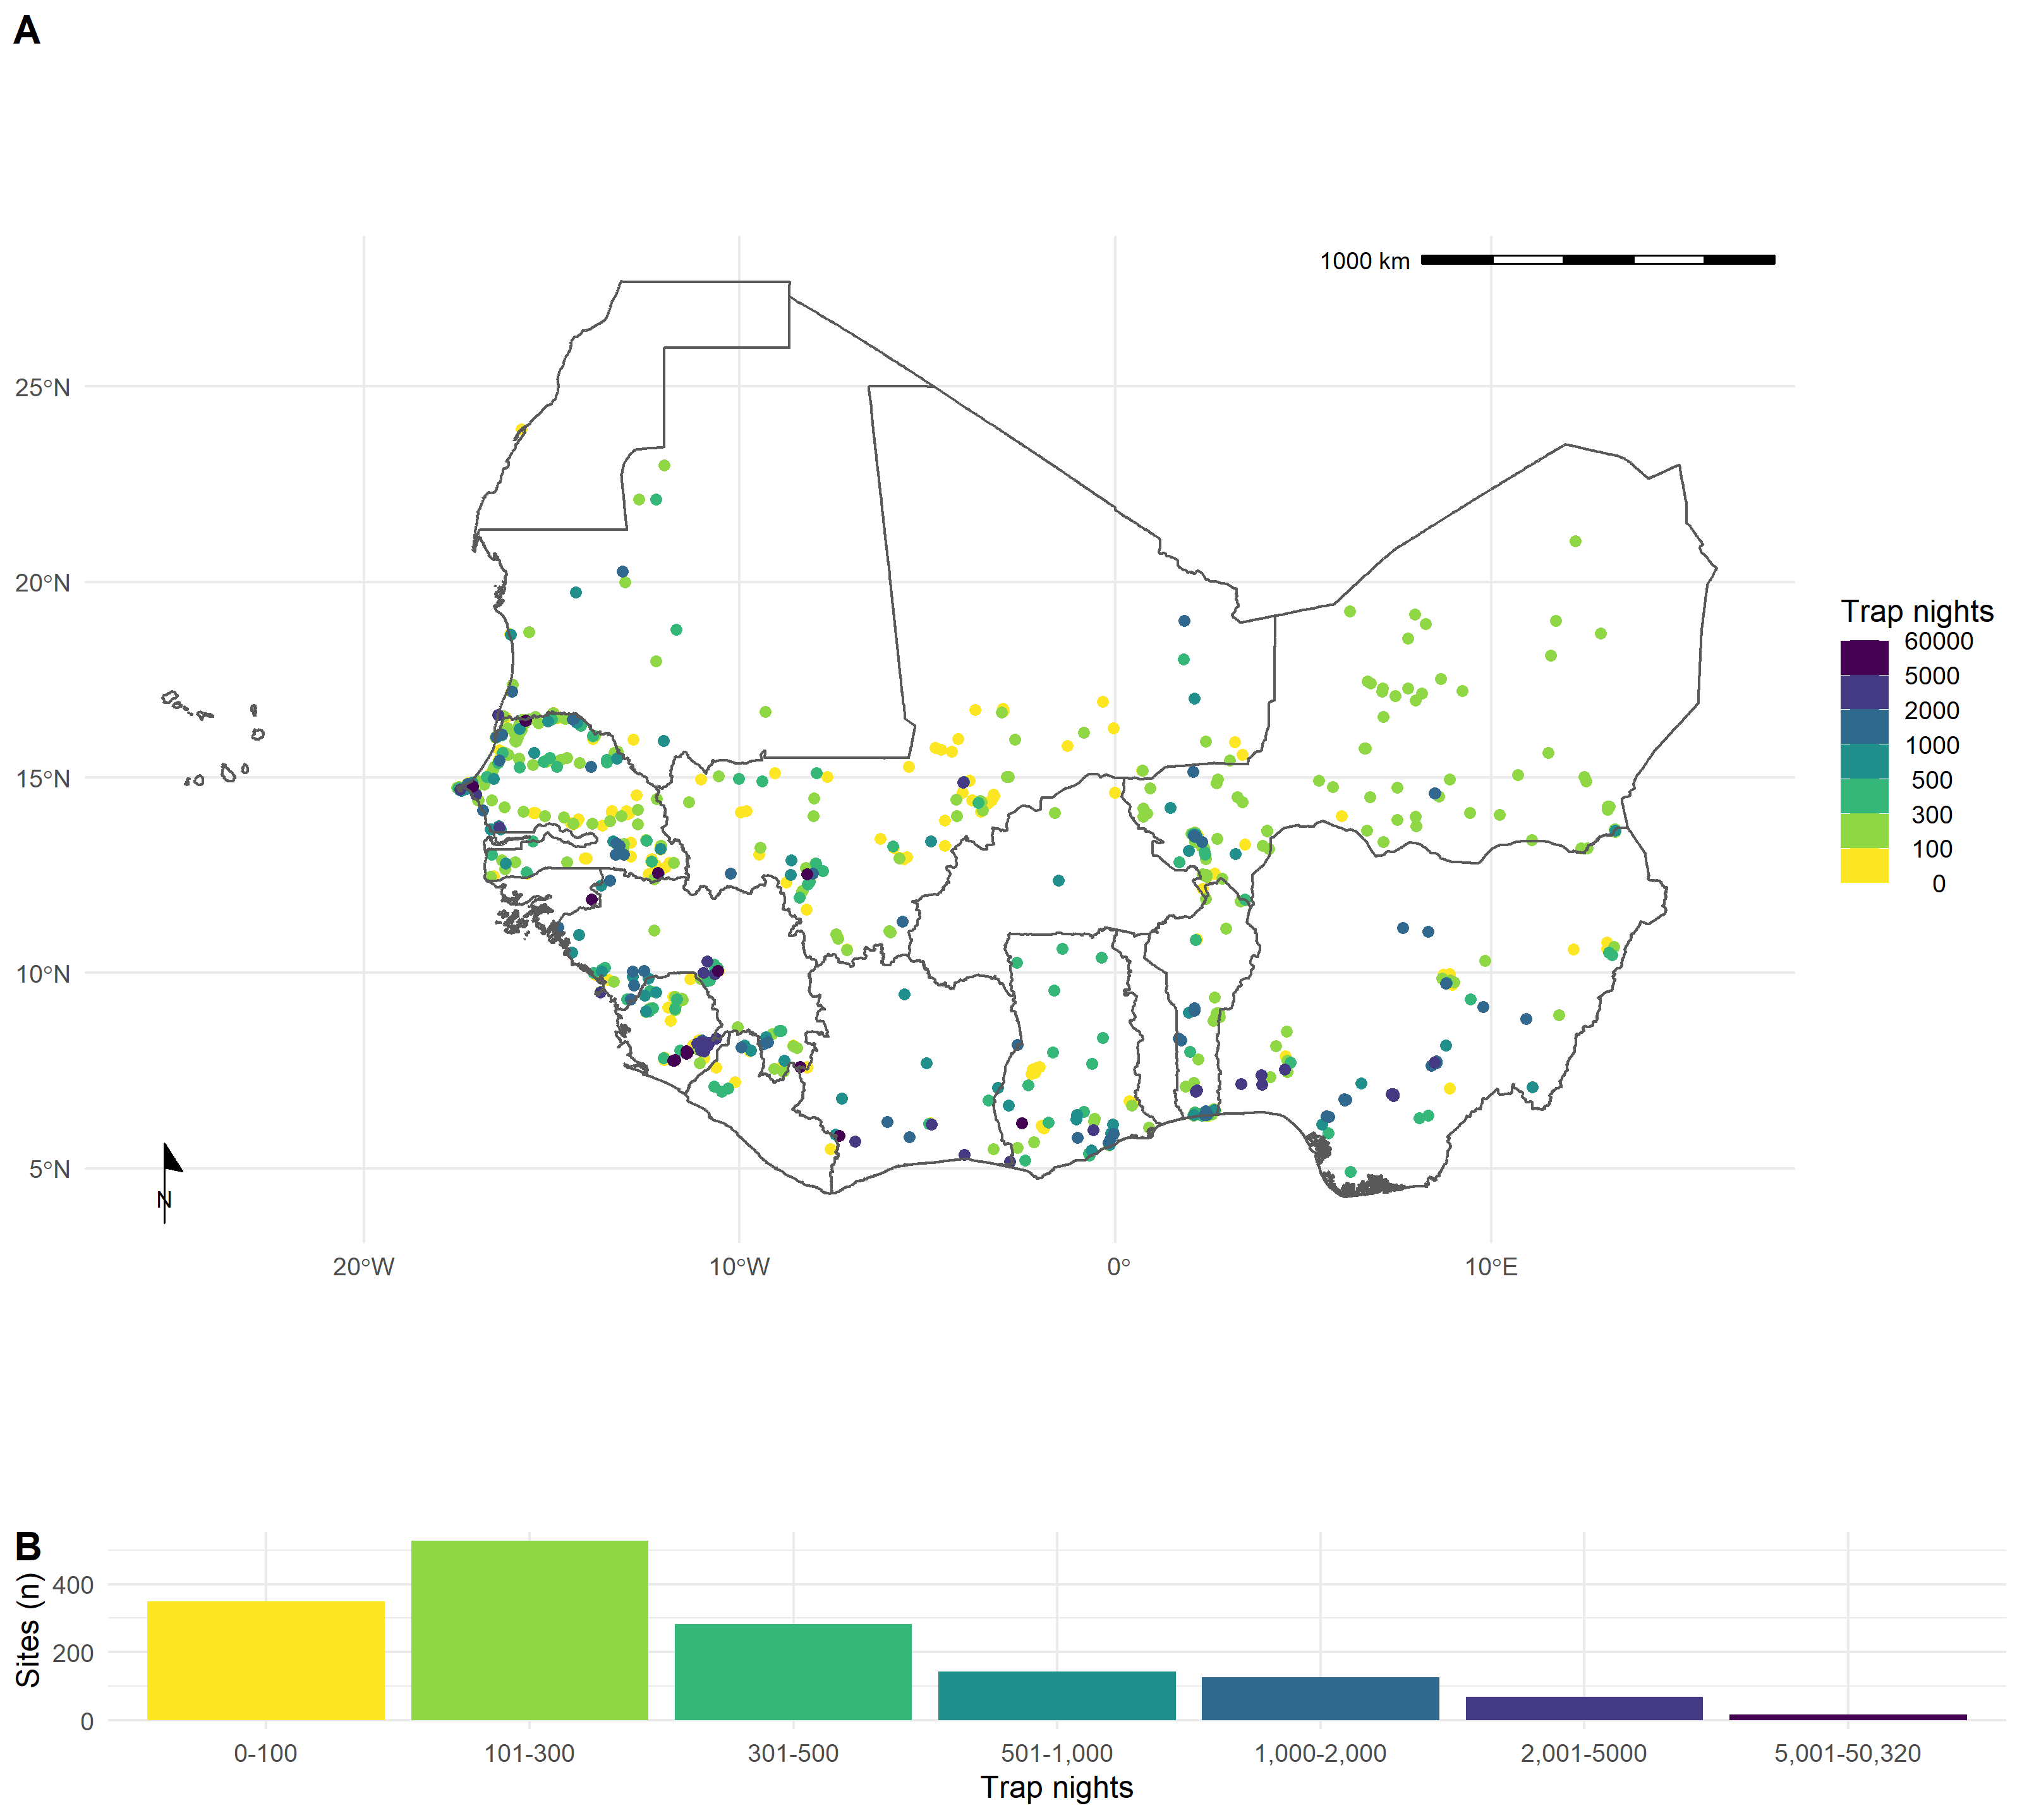 A
1000 km
25°N
20°N
15°N
10°N
5°N
N
20°W
10°W
0°
10°E
Trap nights
60000
5000
2000
1000
500
300
100
0
B
Sites (n)
400
200
0
0-100
101-300
301-500
501-1,000
1,000-2,000
2,001-5000
5,001-50,320
Trap nights